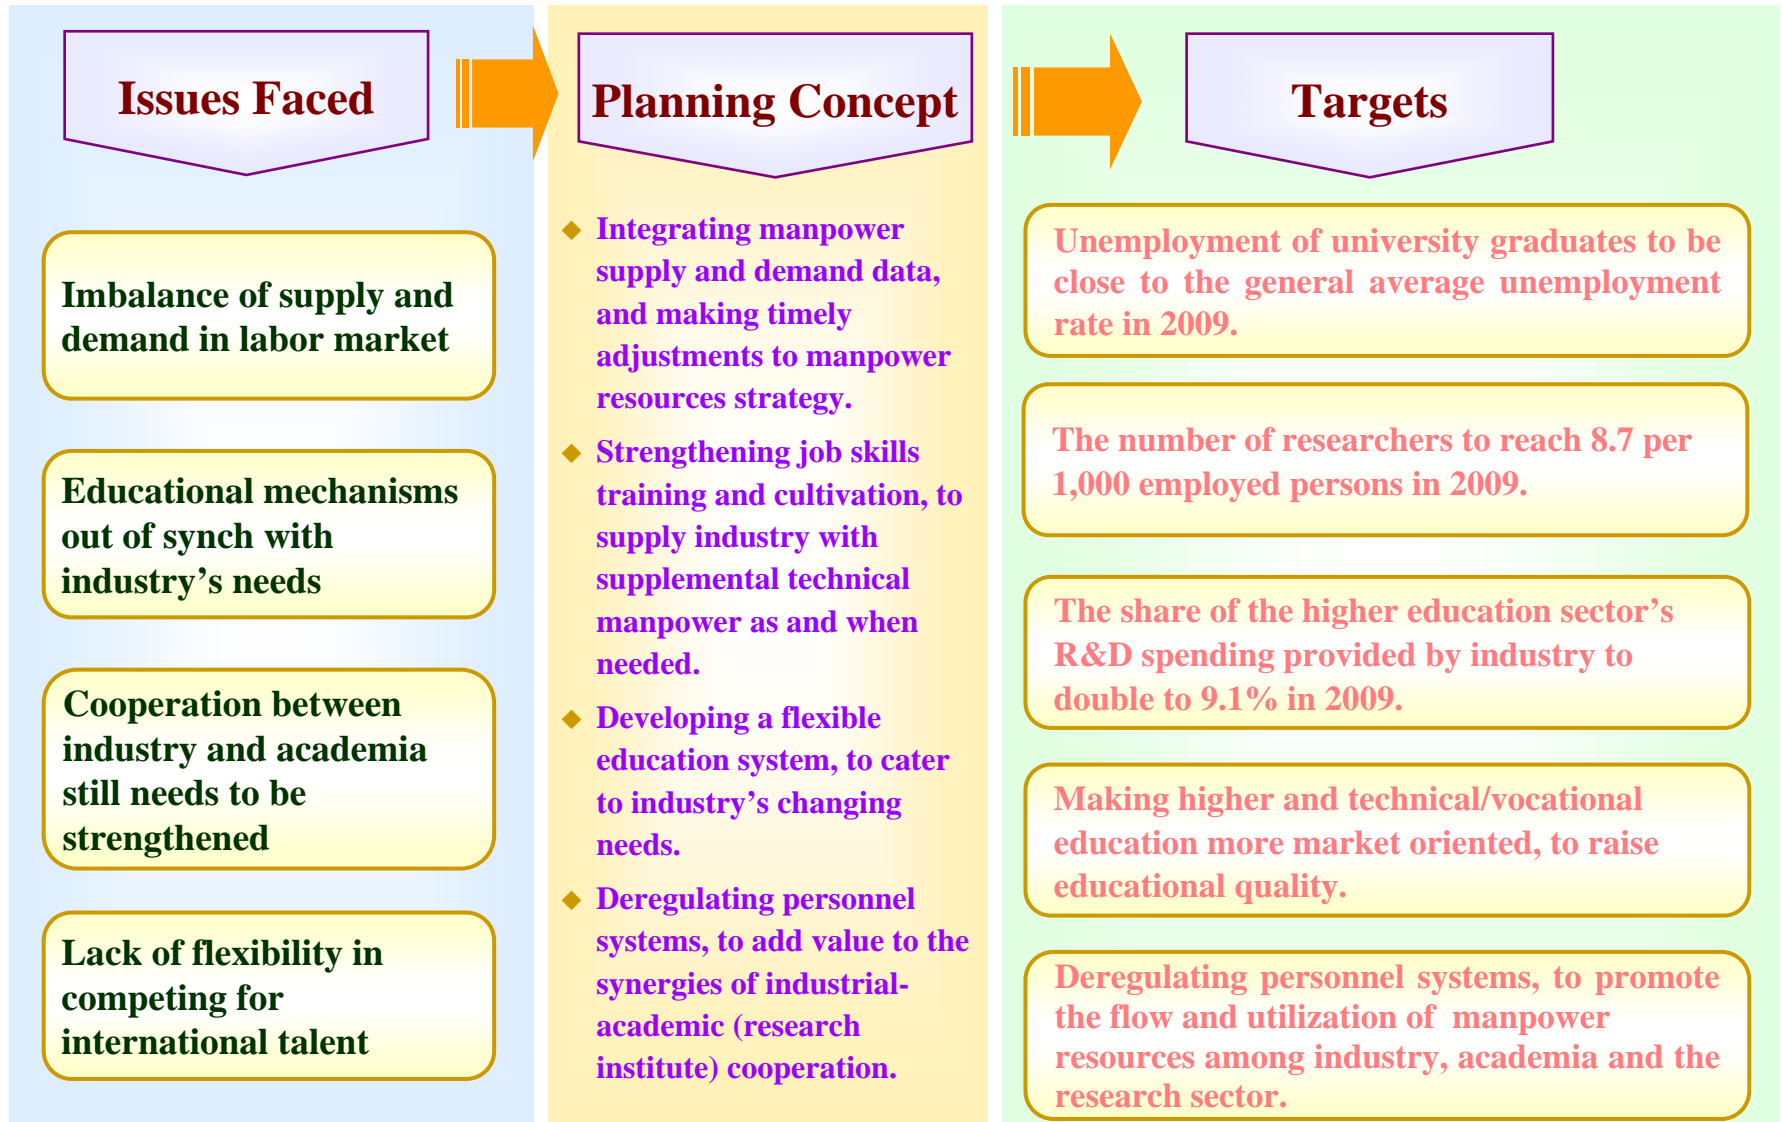 Issues Faced
Imbalance of supply and
demand in labor market
Educational mechanisms
out of synch with
industry’s needs
Cooperation between
industry and academia
still needs to be
strengthened
Lack of flexibility in
competing for
international talent
Planning Concept
Integrating manpower
supply and demand data,
and making timely
adjustments to manpower
resources strategy.
Strengthening job skills
training and cultivation, to
supply industry with
supplemental technical
manpower as and when
needed.
Developing a flexible
education system, to cater
to industry’s changing
needs.
Deregulating personnel
systems, to add value to the
synergies of industrial-
academic (research
institute) cooperation.
Targets
Unemployment of university graduates to be
close to the general average unemployment
rate in 2009.
The number of researchers to reach 8.7 per
1,000 employed persons in 2009.
The share of the higher education sector’s
R&D spending provided by industry to
double to 9.1% in 2009.
Making higher and technical/vocational
education more market oriented, to raise
educational quality.
Deregulating personnel systems, to promote
the flow and utilization of manpower
resources among industry, academia and the
research sector.